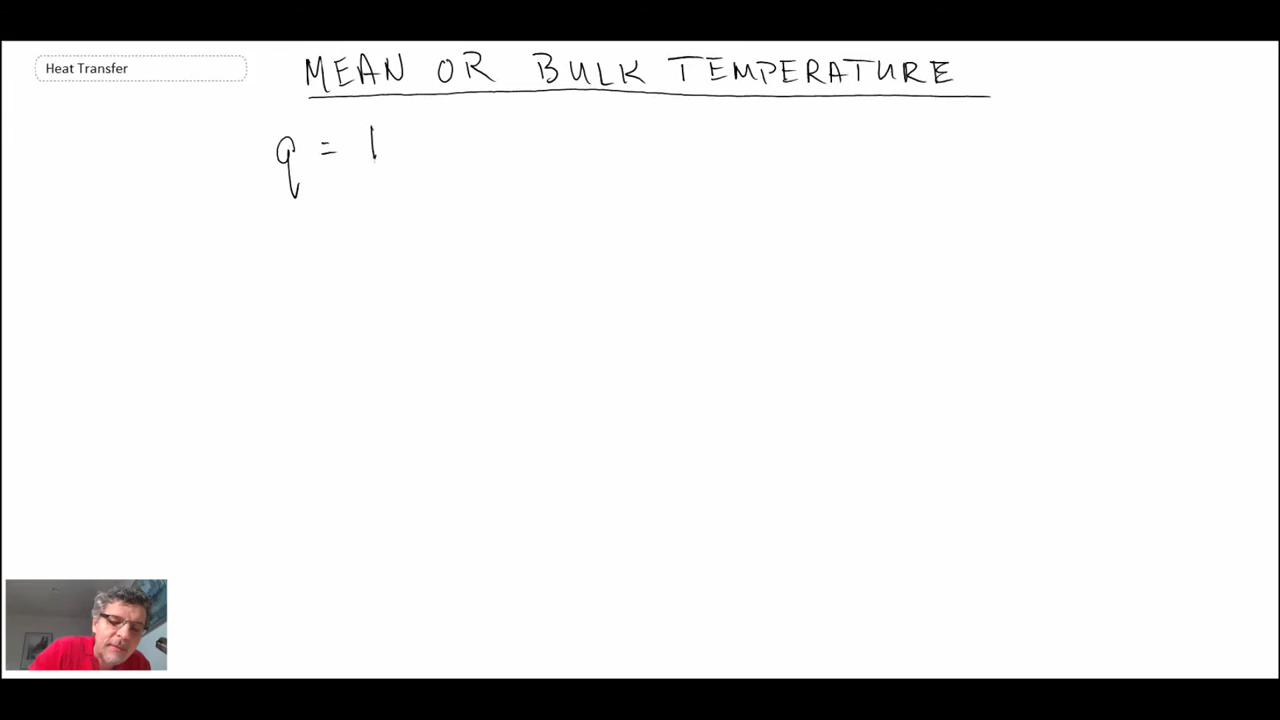 Heat Transfer
MEAN OR BULK TEMPERATURE
q = l